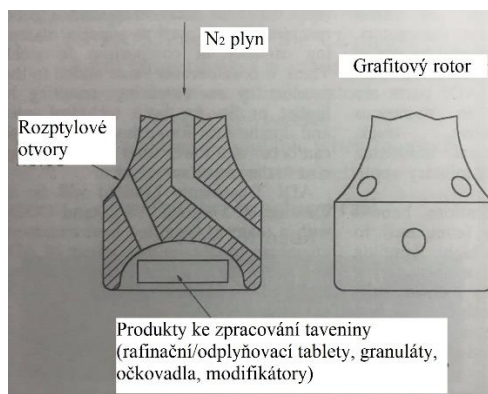 N₂ plyn
Grafitový rotor
Rozptylové
otvory
Produkty ke zpracování taveniny
(rafinační/odplyňovací tablety, granuláty,
očkovadla, modifikátory)